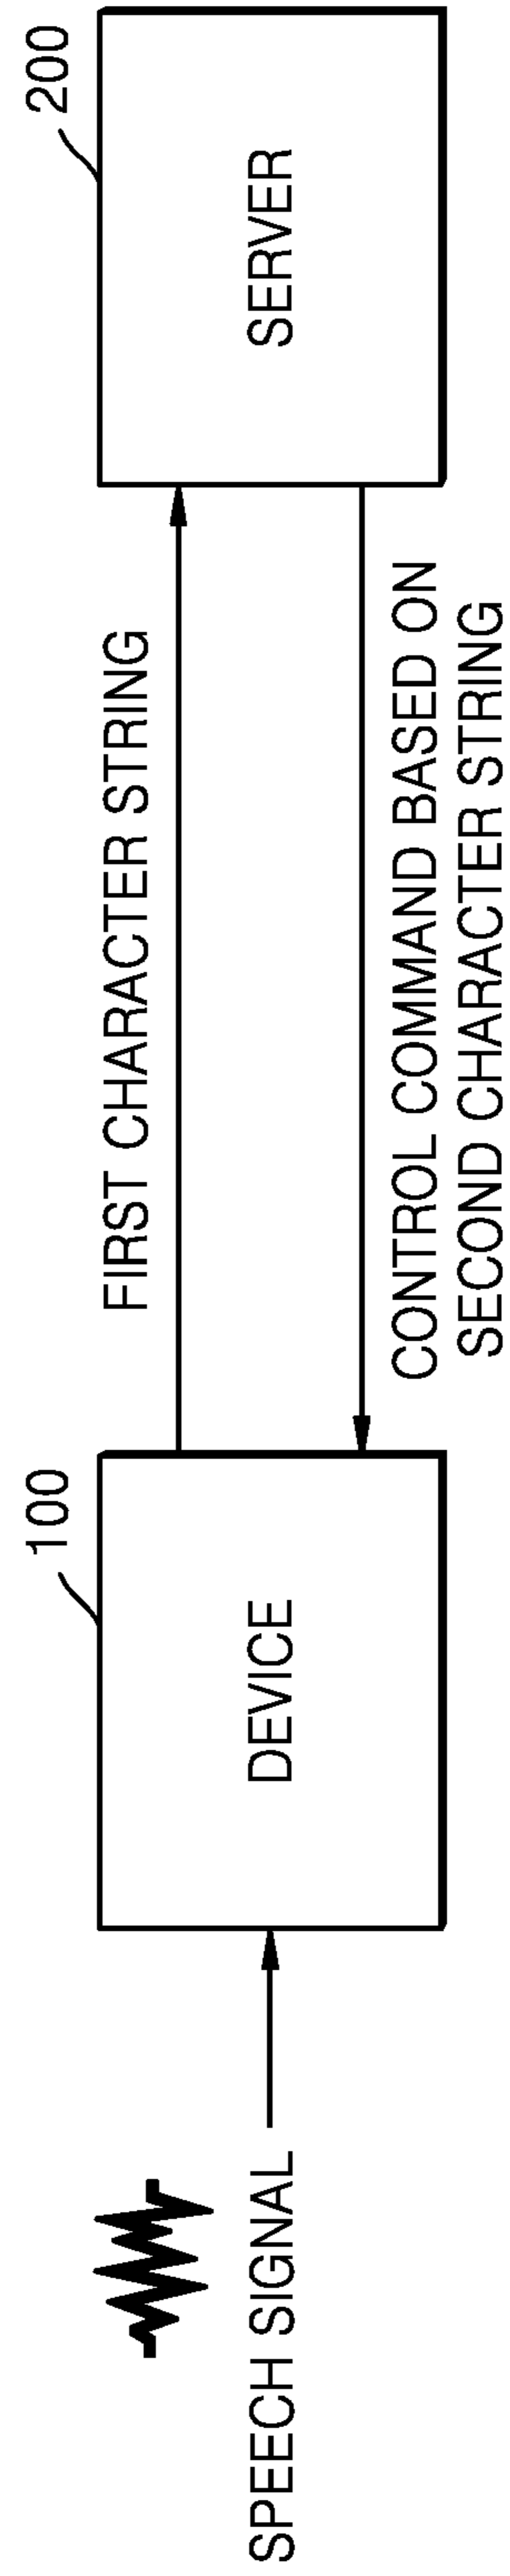 100
200
FIRST CHARACTER STRING
SPEECH SIGNAL
DEVICE
SERVER
CONTROL COMMAND BASED ON
SECOND CHARACTER STRING